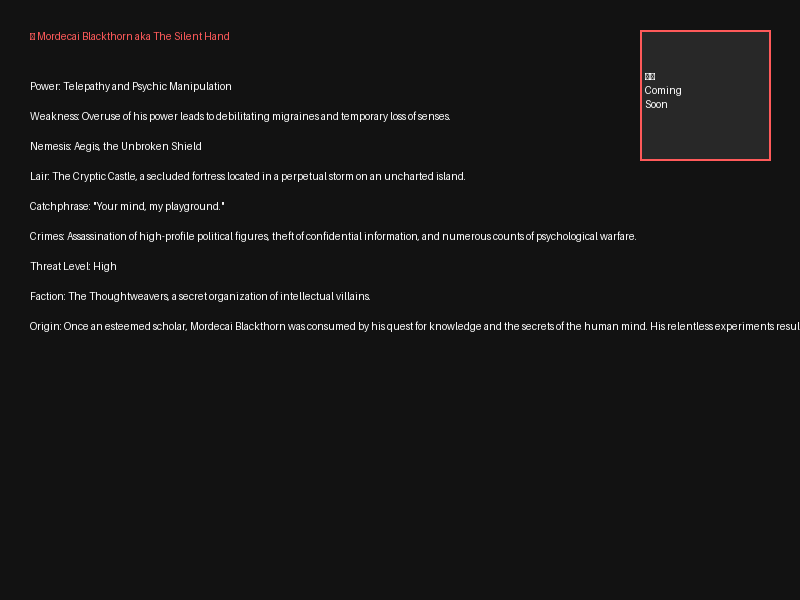 Mordecai Blackthorn aka The Silent Hand
Coming
Soon
Power: Telepathy and Psychic Manipulation
Weakness: Overuse of his power leads to debilitating migraines and temporary loss of senses.
Nemesis: Aegis, the Unbroken Shield
Lair: The Cryptic Castle, a secluded fortress located in a perpetual storm on an uncharted island.
Catchphrase: "Your mind, my playground."
Crimes: Assassination of high-profile political figures, theft of confidential information, and numerous counts of psychological warfare.
Threat Level: High
Faction: The Thoughtweavers, a secret organization of intellectual villains.
Origin: Once an esteemed scholar, Mordecai Blackthorn was consumed by his quest for knowledge and the secrets of the human mind. His relentless experiments